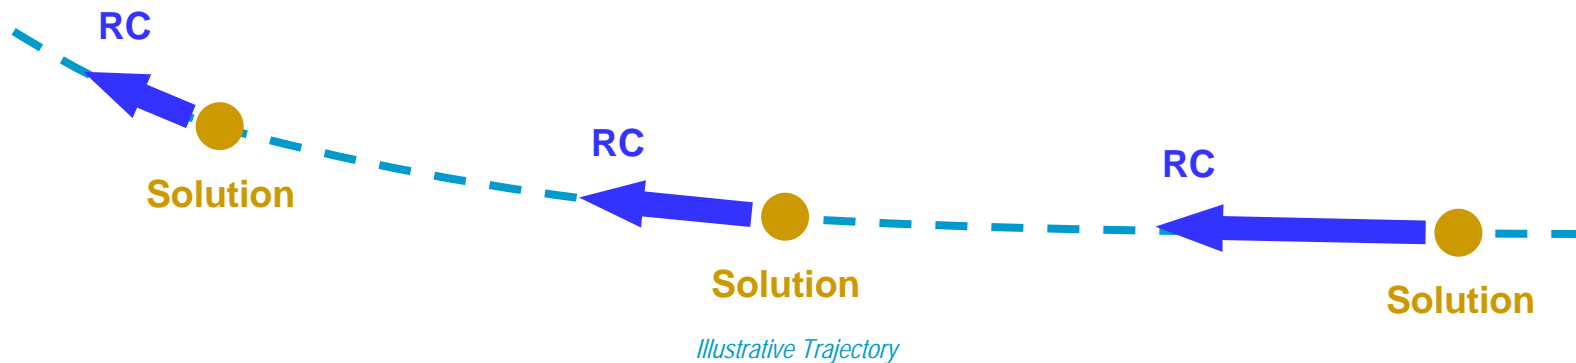 RC
Solution
RC
Solution
RC
Solution
Illustrative Trajectory